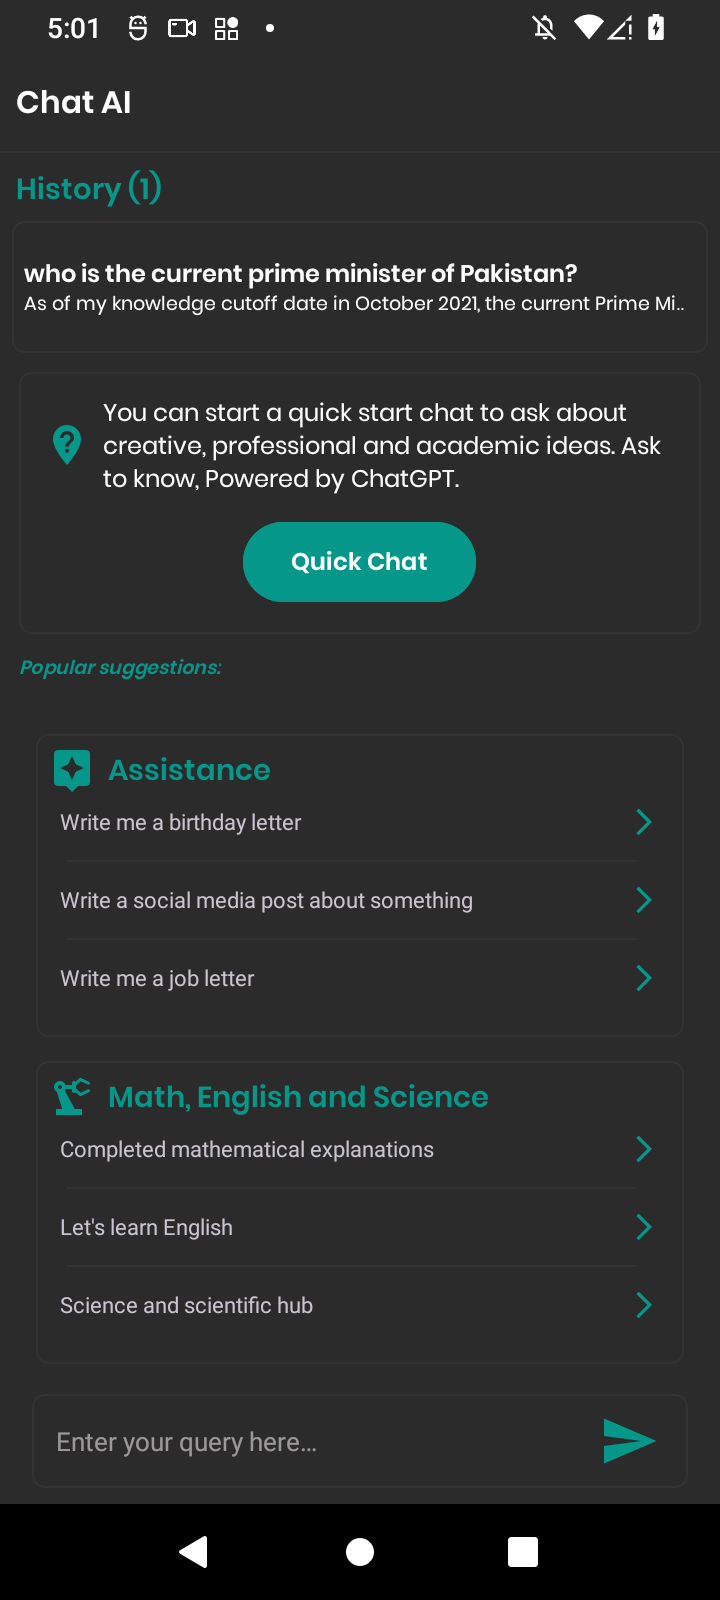 5:01
Chat AI
History (1)
who is the current prime minister of Pakistan?
As of my knowledge cutoff date in October 2021, the current Prime Mi..
You can start a quick start chat to ask about
creative, professional and academic ideas. Ask
to know, Powered by ChatGPT.
Quick Chat
Popular suggestions:
Assistance
Write me a birthday letter
Write a social media post about something
Write me a job letter
Math, English and Science
Completed mathematical explanations
Let's learn English
Science and scientific hub
Enter your query here...